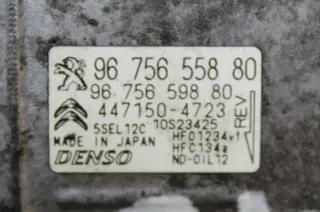 96 756 558 80
96 756 598 80
447150-4723
5SEL12C 10S23425
MADE IN JAPAN
DENSO
REV
HFO1234yf
HFC134a
ND-OIL12